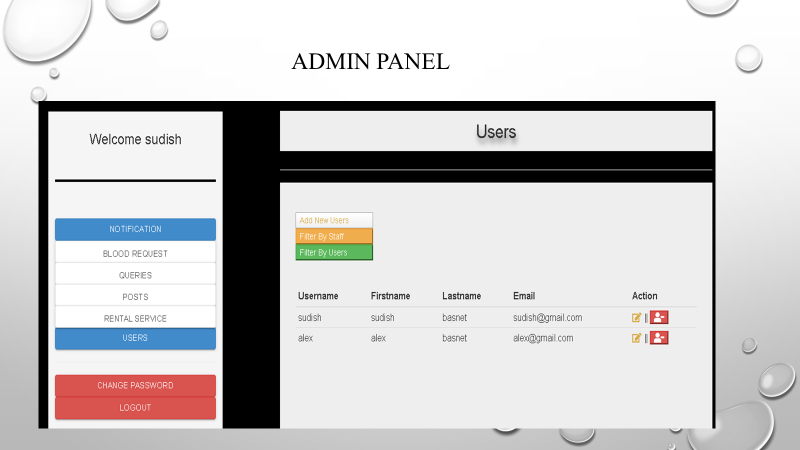 ADMIN PANEL
Welcome sudish
NOTIFICATION
BLOOD REQUEST
QUERIES
POSTS
RENTAL SERVICE
USERS
CHANGE PASSWORD
LOGOUT
Users
Add New Users
Filter By Staff
Filter By Users
Username Firstname Lastname Email Action
sudish sudish basnet sudish@gmail.com ||
alex alex basnet alex@gmail.com ||